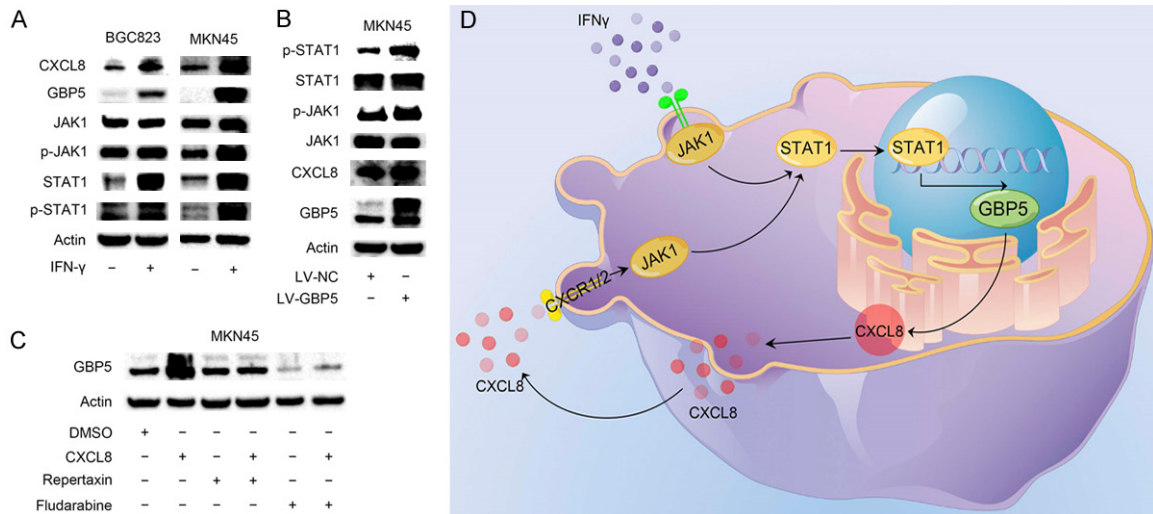 A
BGC823 MKN45
CXCL8
GBP5
JAK1
p-JAK1
STAT1
p-STAT1
Actin
IFN-γ − + − +
B
MKN45
p-STAT1
STAT1
p-JAK1
JAK1
CXCL8
GBP5
Actin
LV-NC + −
LV-GBP5 − +
C
MKN45
GBP5
Actin
DMSO + − − − − −
CXCL8 − + − + − +
Repertaxin − − + + − −
Fludarabine − − − − + +
D
IFNγ
JAK1
STAT1
STAT1
GBP5
JAK1
CXCR1/2
CXCL8
CXCL8
CXCL8